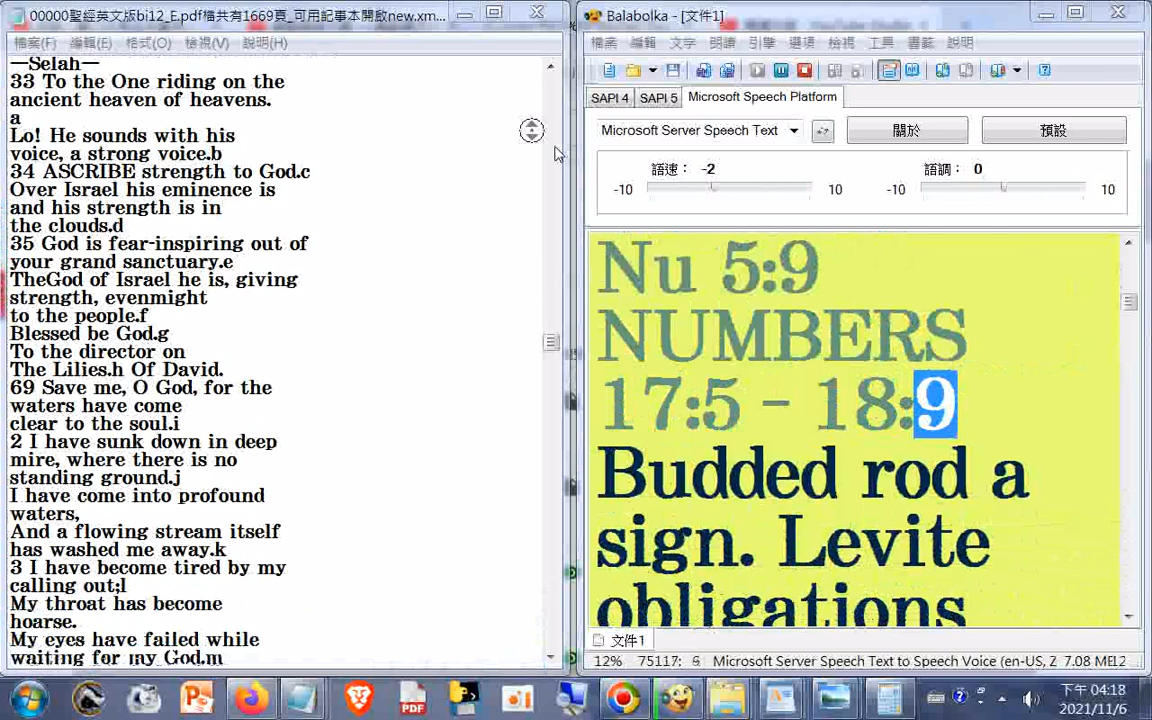 00000聖經英文版bi12_E.pdf檔共有1669頁_可用記事本開啟new.xm...
檔案(F) 編輯(E) 格式(O) 檢視(V) 說明(H)
—Selah—
33 To the One riding on the
ancient heaven of heavens.
a
Lo! He sounds with his
voice, a strong voice.b
34 ASCRIBE strength to God.c
Over Israel his eminence is
and his strength is in
the clouds.d
35 God is fear-inspiring out of
your grand sanctuary.e
TheGod of Israel he is, giving
strength, evenmight
to the people.f
Blessed be God.g
To the director on
The Lilies.h Of David.
69 Save me, O God, for the
waters have come
clear to the soul.i
2 I have sunk down in deep
mire, where there is no
standing ground.j
I have come into profound
waters,
And a flowing stream itself
has washed me away.k
3 I have become tired by my
calling out;l
My throat has become
hoarse.
My eyes have failed while
waiting for my God.m
Balabolka - [文件1]
檔案 編輯 文字 朗讀 引擎 選項 檢視 工具 書籤 說明
SAPI 4 SAPI 5 Microsoft Speech Platform
Microsoft Server Speech Text 關於 預設
語速： -2 語調： 0
-10 10 -10 10
Nu 5:9
NUMBERS
17:5 - 18:9
Budded rod a
sign. Levite
obligations
文件1
12% 75117: Microsoft Server Speech Text to Speech Voice (en-US, Z 7.08 ME12
PDF
下午 04:18
2021/11/6